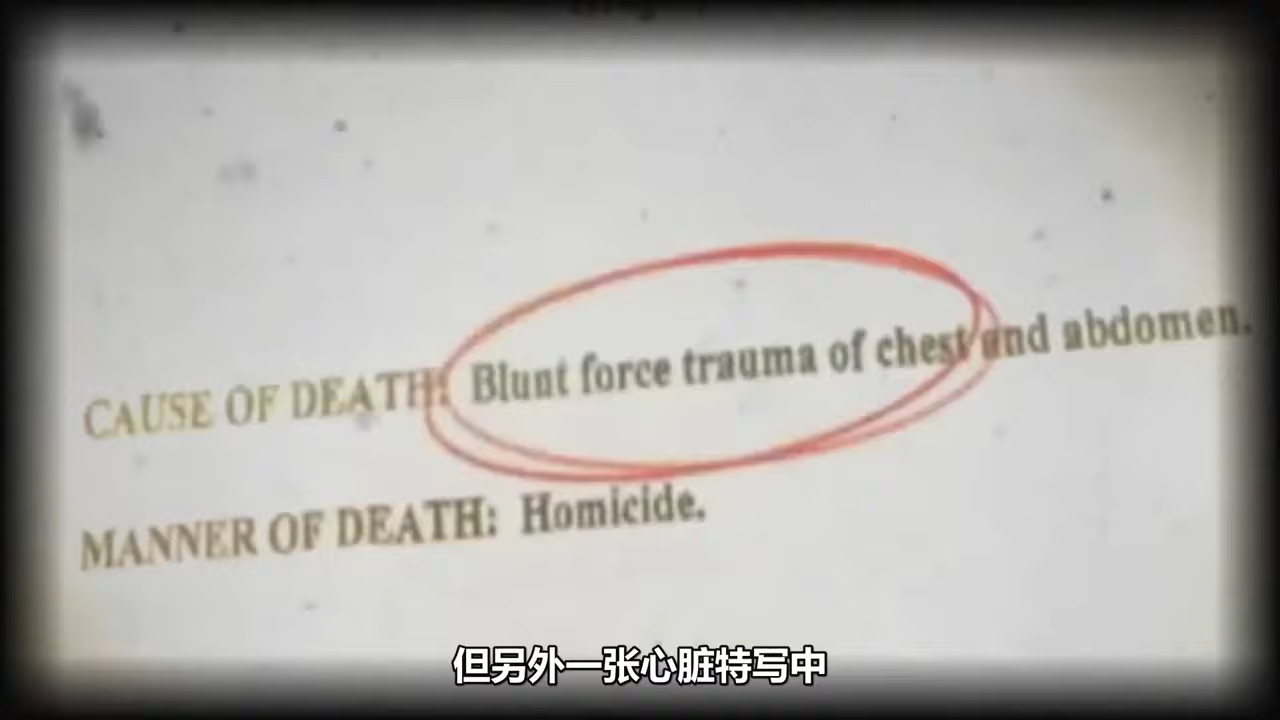 CAUSE OF DEATH: Blunt force trauma of chest and abdomen.
MANNER OF DEATH: Homicide.
但另外一张心脏特写中